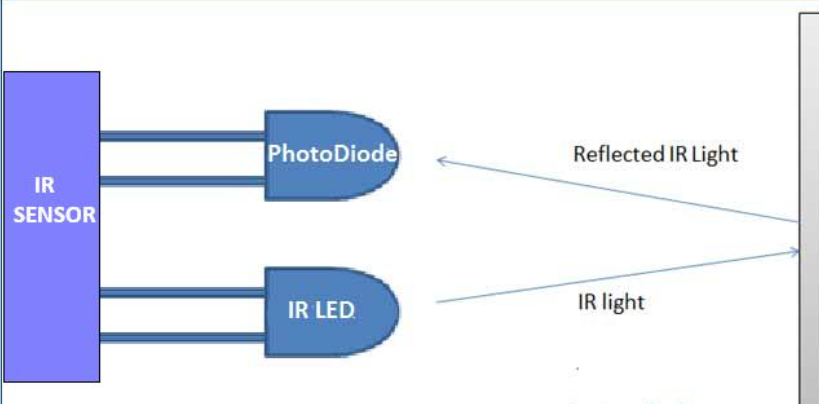 PhotoDiode
Reflected IR Light
IR
SENSOR
IR LED
IR light